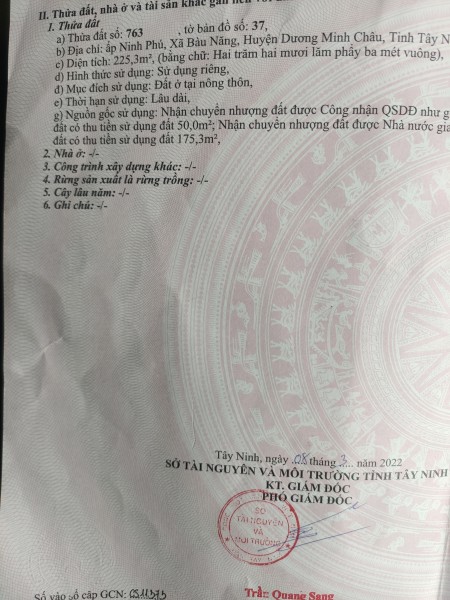 II. Thửa đất, nhà ở và tài sản khác gắn liền với
1. Thửa đất
a) Thửa đất số: 763 , tờ bản đồ số: 37,
b) Địa chỉ: ấp Ninh Phú, Xã Bàu Năng, Huyện Dương Minh Châu, Tỉnh Tây N
c) Diện tích: 225,3m², (bằng chữ: Hai trăm hai mươi lăm phẩy ba mét vuông),
d) Hình thức sử dụng: Sử dụng riêng,
đ) Mục đích sử dụng: Đất ở tại nông thôn,
e) Thời hạn sử dụng: Lâu dài,
g) Nguồn gốc sử dụng: Nhận chuyển nhượng đất được Công nhận QSDĐ như g
đất có thu tiền sử dụng đất 50,0m²; Nhận chuyển nhượng đất được Nhà nước gia
đất có thu tiền sử dụng đất 175,3m²,
2. Nhà ở: -/-
3. Công trình xây dựng khác: -/-
4. Rừng sản xuất là rừng trồng: -/-
5. Cây lâu năm: -/-
6. Ghi chú: -/-
Tây Ninh, ngày 08 tháng 3 năm 2022
SỞ TÀI NGUYÊN VÀ MÔI TRƯỜNG TỈNH TÂY NINH
KT. GIÁM ĐỐC
PHÓ GIÁM ĐỐC
SỞ
TÀI NGUYÊN
VÀ
MÔI TRƯỜNG
Số vào sổ cấp GCN:
Trần Quang Sang